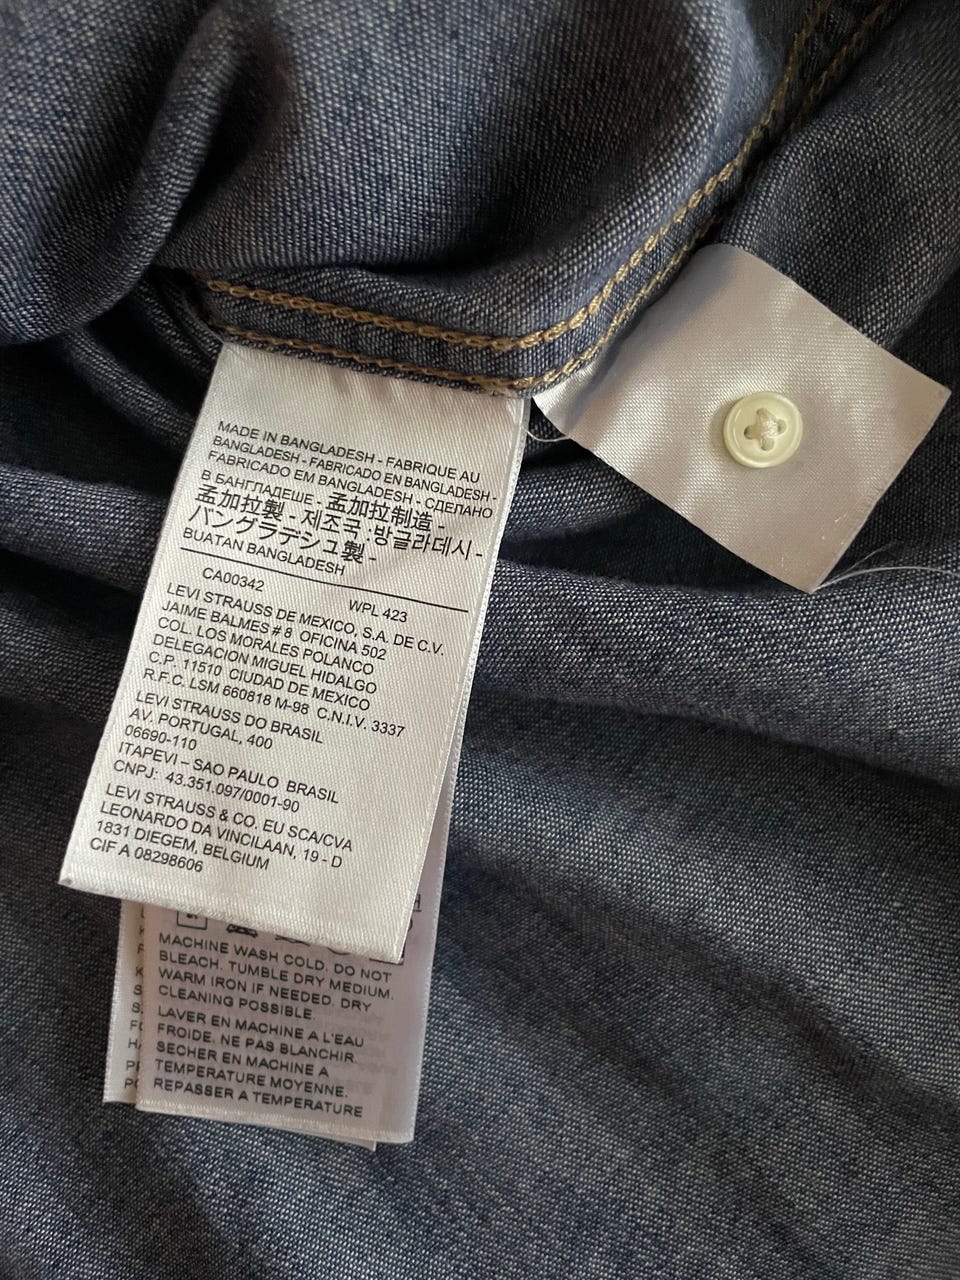 MADE IN BANGLADESH - FABRIQUE AU
BANGLADESH - FABRICADO EN BANGLADESH -
FABRICADO EM BANGLADESH - СДЕЛАНО
В БАНГЛАДЕШЕ - 孟加拉制造 -
孟加拉製 - 제조국 :방글라데시 -
バングラデシュ製 -
BUATAN BANGLADESH
CA00342 WPL 423
LEVI STRAUSS DE MEXICO, S.A. DE C.V.
JAIME BALMES # 8 OFICINA 502
COL. LOS MORALES POLANCO
DELEGACION MIGUEL HIDALGO
C.P. 11510 CIUDAD DE MEXICO
R.F.C. LSM 660818 M-98 C.N.I.V. 3337
LEVI STRAUSS DO BRASIL
AV. PORTUGAL, 400
06690-110
ITAPEVI – SAO PAULO BRASIL
CNPJ: 43.351.097/0001-90
LEVI STRAUSS & CO. EU SCA/CVA
LEONARDO DA VINCILAAN, 19 - D
1831 DIEGEM, BELGIUM
CIF A 08298606
MACHINE WASH COLD. DO NOT
BLEACH. TUMBLE DRY MEDIUM.
WARM IRON IF NEEDED. DRY
CLEANING POSSIBLE.
LAVER EN MACHINE A L'EAU
FROIDE. NE PAS BLANCHIR.
SECHER EN MACHINE A
TEMPERATURE MOYENNE.
REPASSER A TEMPERATURE